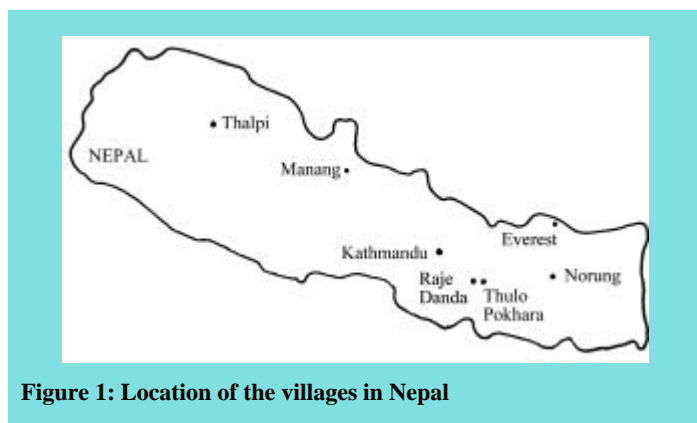 Thalpi
NEPAL
Manang
Everest
Kathmandu
Norung
Raje
Danda
Thulo
Pokhara
Figure 1: Location of the villages in Nepal